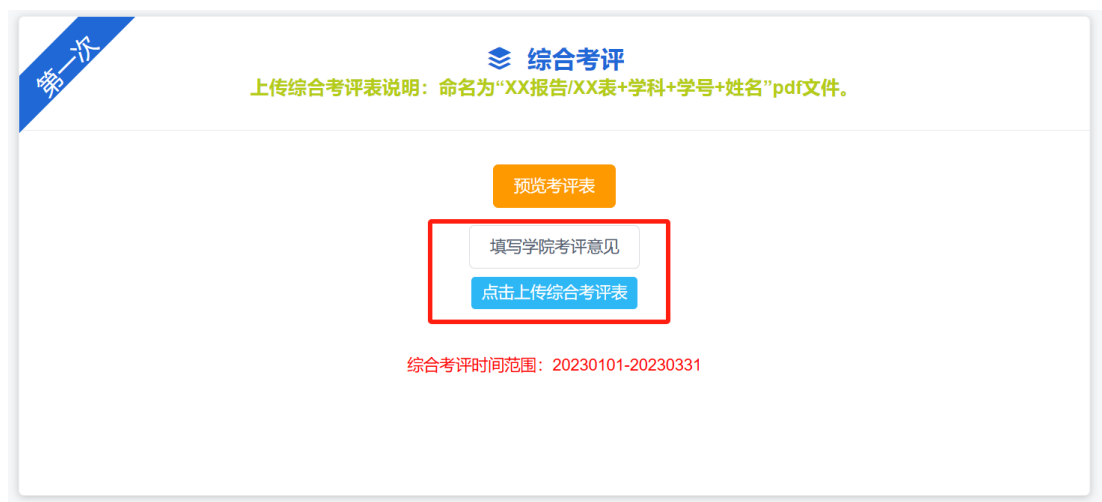 第一次
综合考评
上传综合考评表说明：命名为“XX报告/XX表+学科+学号+姓名”pdf文件。
预览考评表
填写学院考评意见
点击上传综合考评表
综合考评时间范围：20230101-20230331